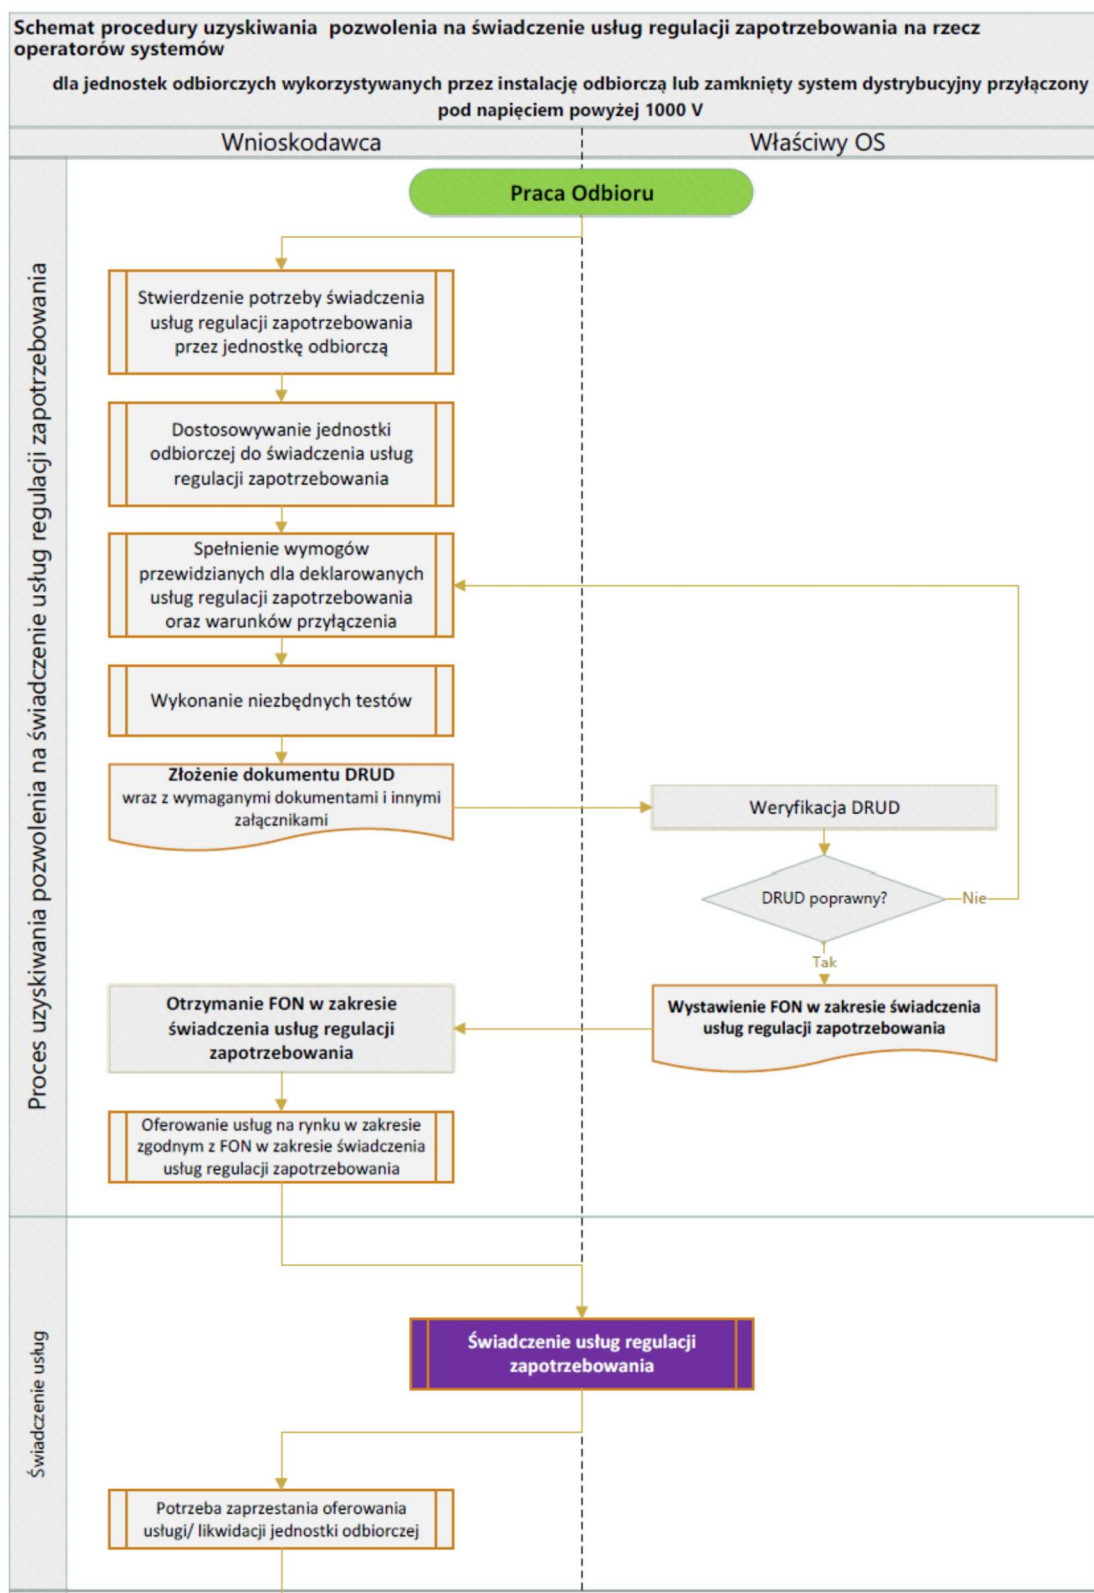 Schemat procedury uzyskiwania pozwolenia na świadczenie usług regulacji zapotrzebowania na rzecz
operatorów systemów
dla jednostek odbiorczych wykorzystywanych przez instalację odbiorczą lub zamknięty system dystrybucyjny przyłączony
pod napięciem powyżej 1000 V
Wnioskodawca
Właściwy OS
Proces uzyskiwania pozwolenia na świadczenie usług regulacji zapotrzebowania
Praca Odbioru
Stwierdzenie potrzeby świadczenia
usług regulacji zapotrzebowania
przez jednostkę odbiorczą
Dostosowywanie jednostki
odbiorczej do świadczenia usług
regulacji zapotrzebowania
Spełnienie wymogów
przewidzianych dla deklarowanych
usług regulacji zapotrzebowania
oraz warunków przyłączenia
Wykonanie niezbędnych testów
Złożenie dokumentu DRUD
wraz z wymaganymi dokumentami i innymi
załącznikami
Weryfikacja DRUD
DRUD poprawny?
Nie
Tak
Wystawienie FON w zakresie świadczenia
usług regulacji zapotrzebowania
Otrzymanie FON w zakresie
świadczenia usług regulacji
zapotrzebowania
Oferowanie usług na rynku w zakresie
zgodnym z FON w zakresie świadczenia
usług regulacji zapotrzebowania
Świadczenie usług
Świadczenie usług regulacji
zapotrzebowania
Potrzeba zaprzestania oferowania
usługi/ likwidacji jednostki odbiorczej